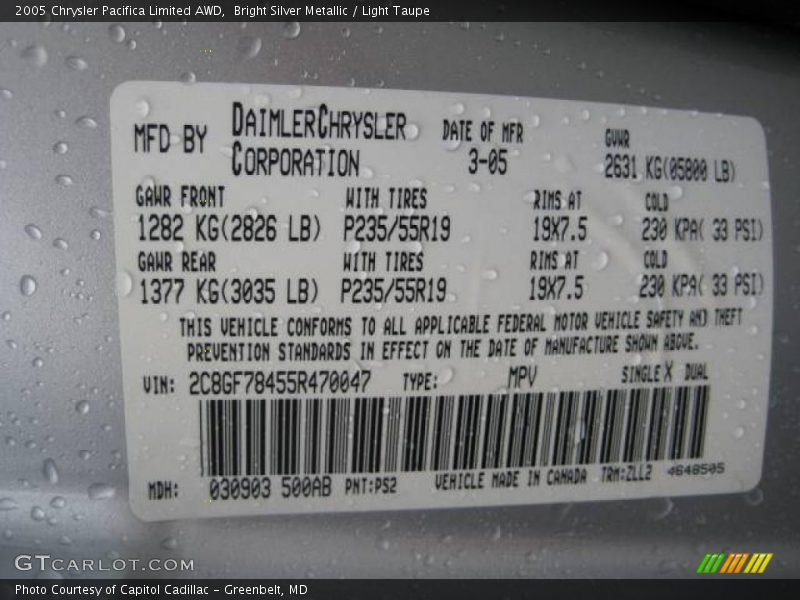 2005 Chrysler Pacifica Limited AWD,  Bright Silver Metallic / Light Taupe
MFD BY DAIMLERCHRYSLER CORPORATION DATE OF MFR 3-05 GVWR 2631 KG(05800 LB)
GAWR FRONT WITH TIRES RIMS AT COLD
1282 KG(2826 LB) P235/55R19 19X7.5 230 KPA( 33 PSI)
GAWR REAR WITH TIRES RIMS AT COLD
1377 KG(3035 LB) P235/55R19 19X7.5 230 KPA( 33 PSI)
THIS VEHICLE CONFORMS TO ALL APPLICABLE FEDERAL MOTOR VEHICLE SAFETY AND THEFT
PREVENTION STANDARDS IN EFFECT ON THE DATE OF MANUFACTURE SHOWN ABOVE.
VIN: 2C8GF78455R470047 TYPE: MPV SINGLE X DUAL
MDH: 030903 500AB PNT:PS2 VEHICLE MADE IN CANADA TRM:ZLL2 4648505
GTCARLOT.COM
Photo Courtesy of Capitol Cadillac – Greenbelt, MD